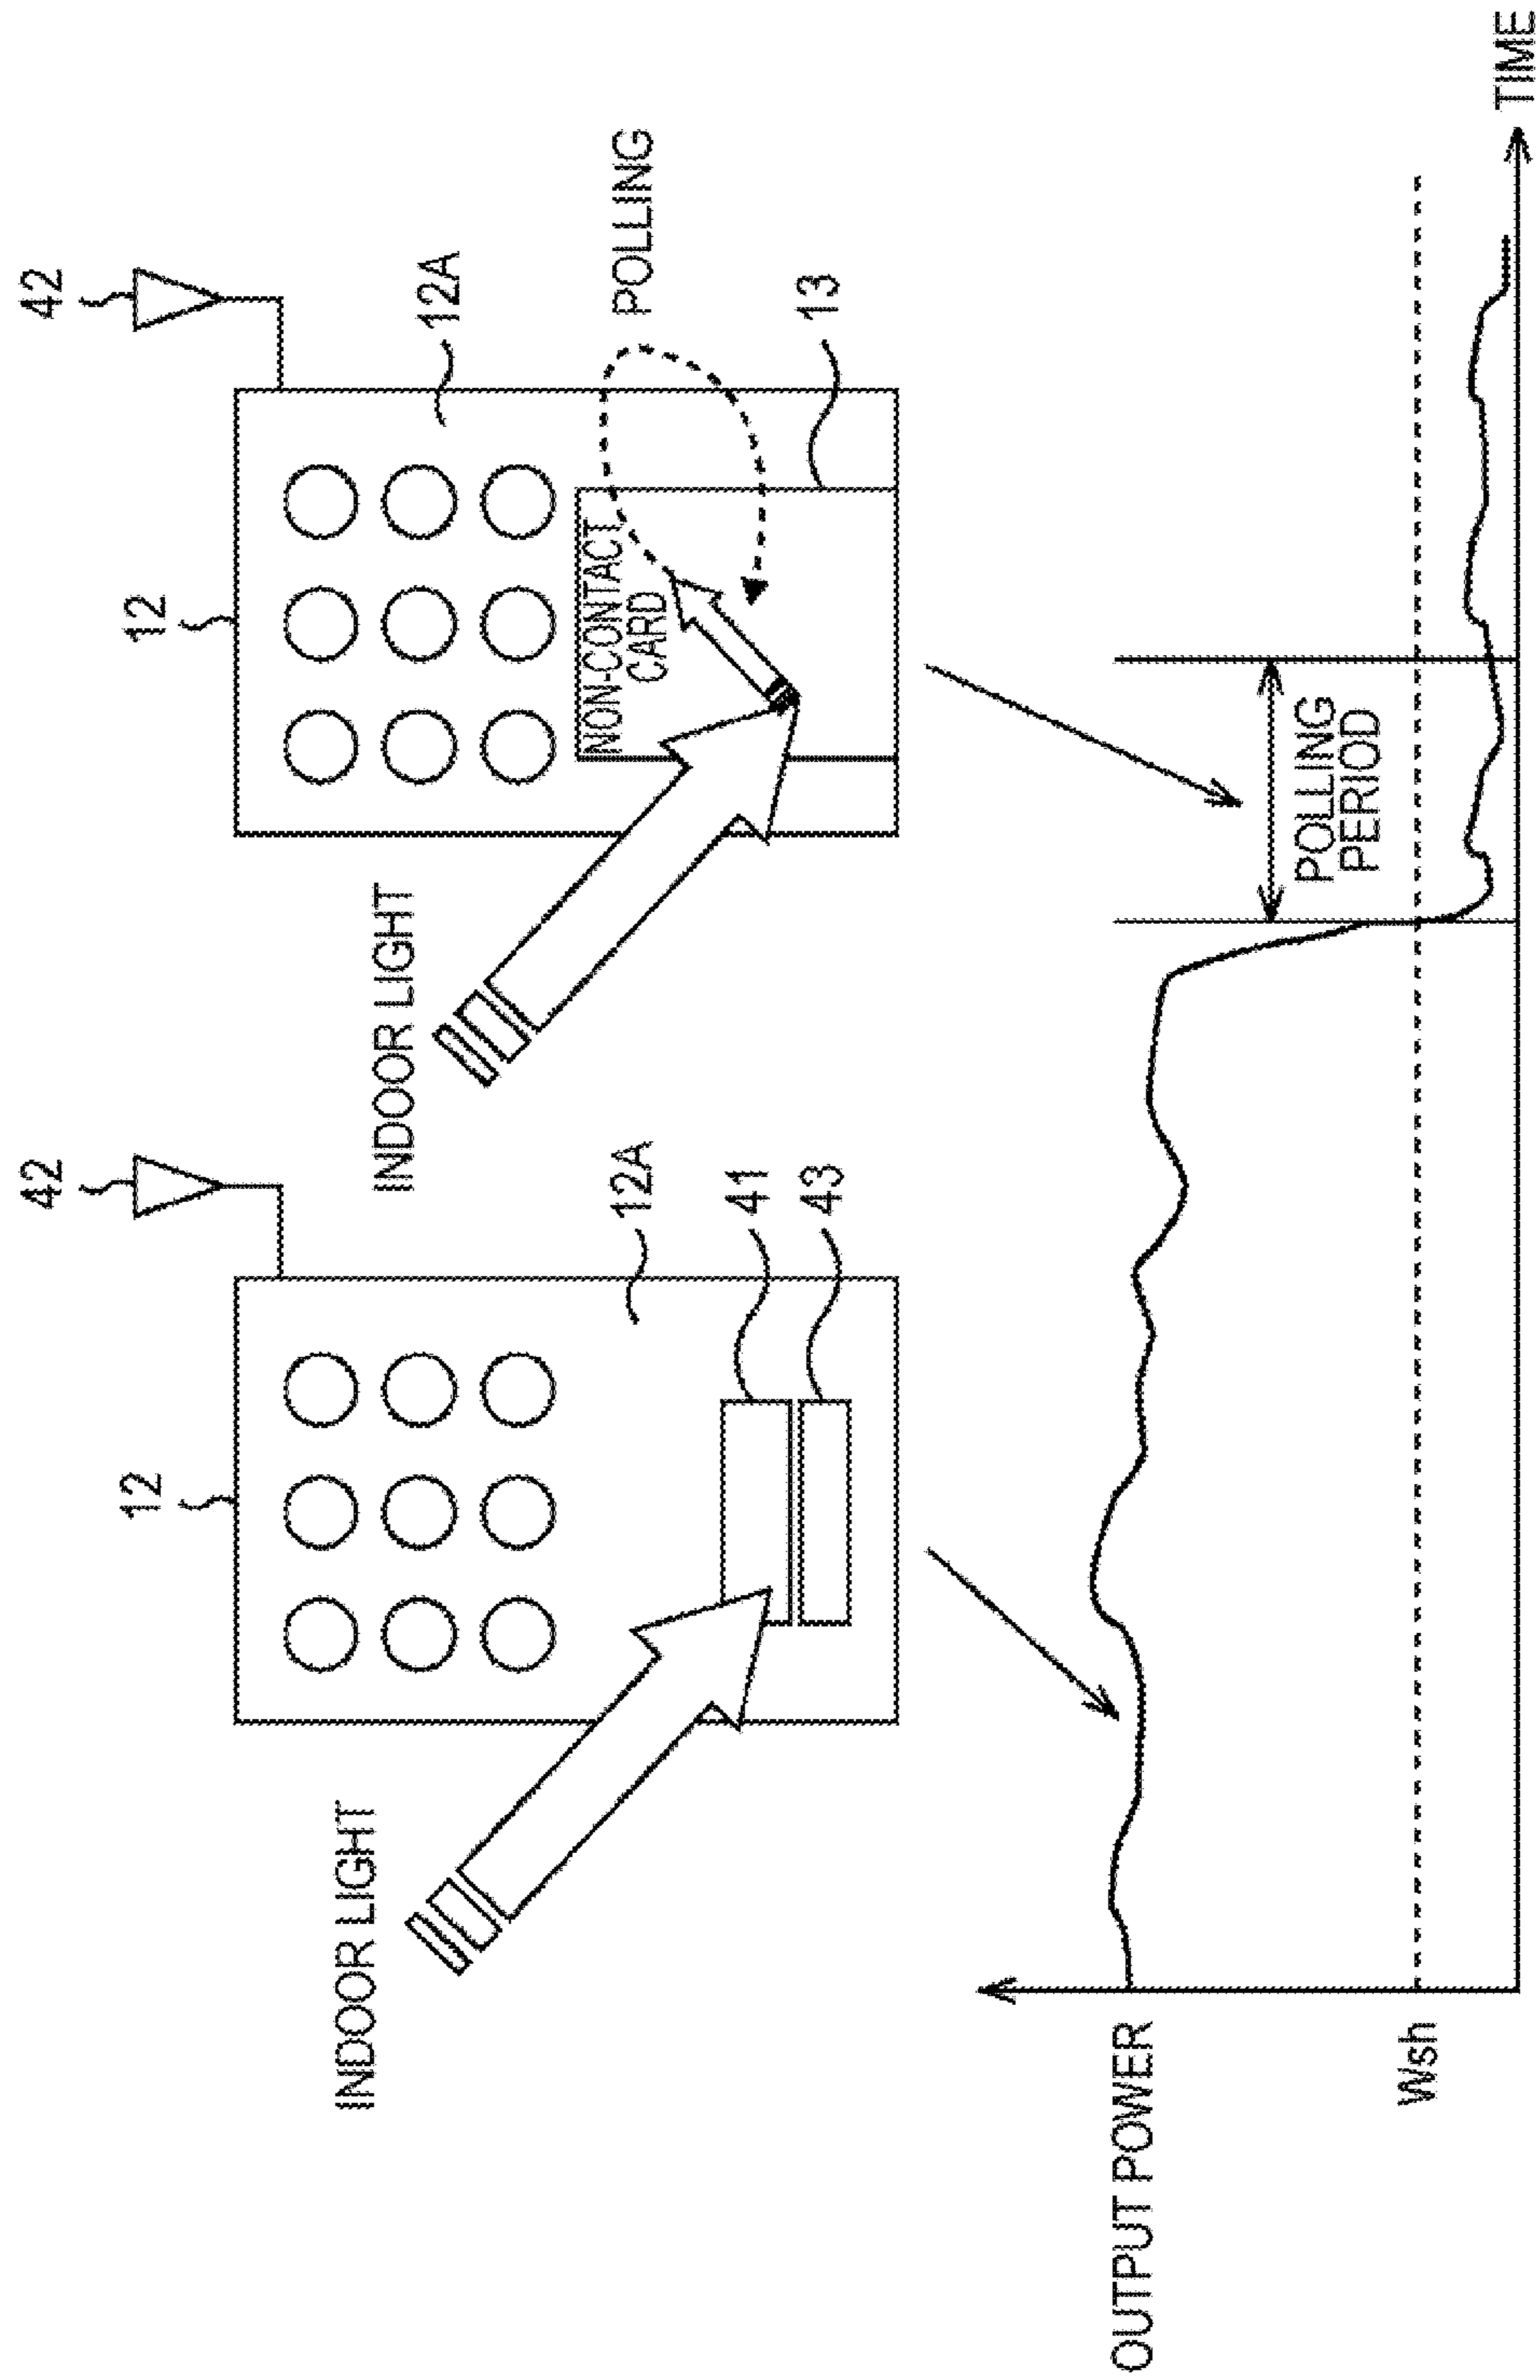 12
42
12
42
INDOOR LIGHT
12A
41
43
INDOOR LIGHT
12A
NON-CONTACT
CARD
POLLING
13
OUTPUT POWER
Wsh
POLLING
PERIOD
TIME